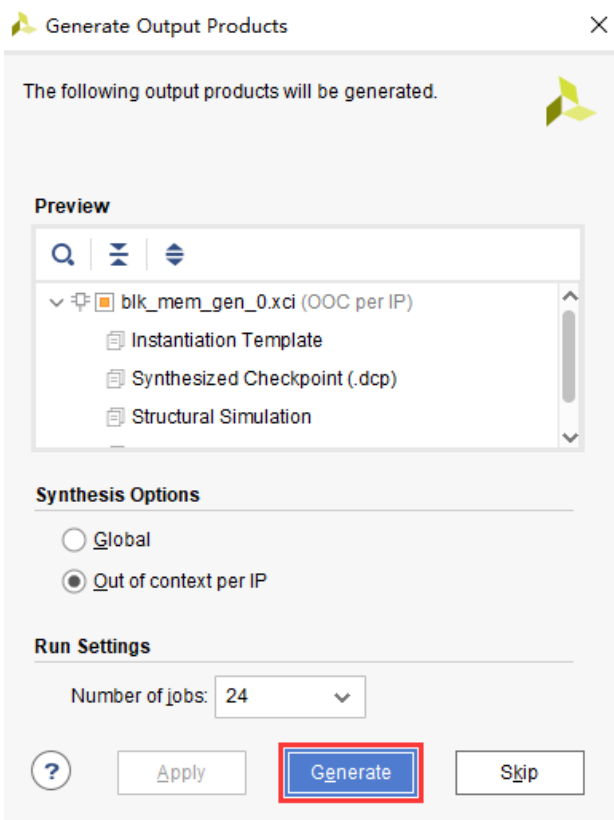 Generate Output Products
The following output products will be generated.
Preview
blk_mem_gen_0.xci (OOC per IP)
Instantiation Template
Synthesized Checkpoint (.dcp)
Structural Simulation
Synthesis Options
Global
Out of context per IP
Run Settings
Number of jobs: 24
? Apply Generate Skip